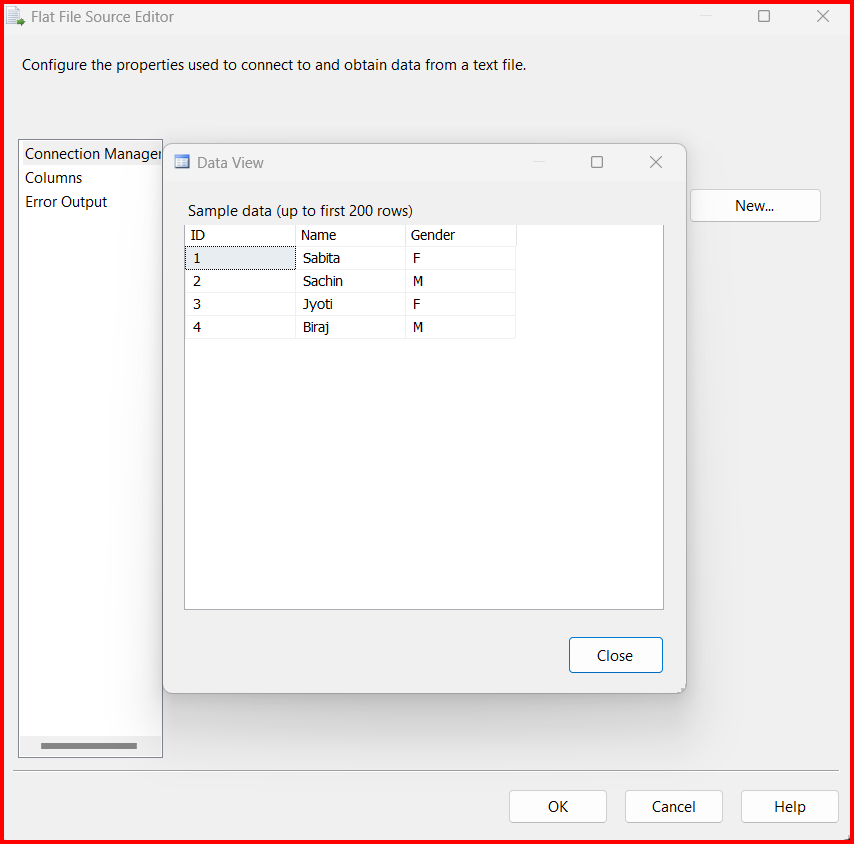 Flat File Source Editor
Configure the properties used to connect to and obtain data from a text file.
Connection Manager
Columns
Error Output
New...
Data View
Sample data (up to first 200 rows)
ID Name Gender
1 Sabita F
2 Sachin M
3 Jyoti F
4 Biraj M
Close
OK Cancel Help